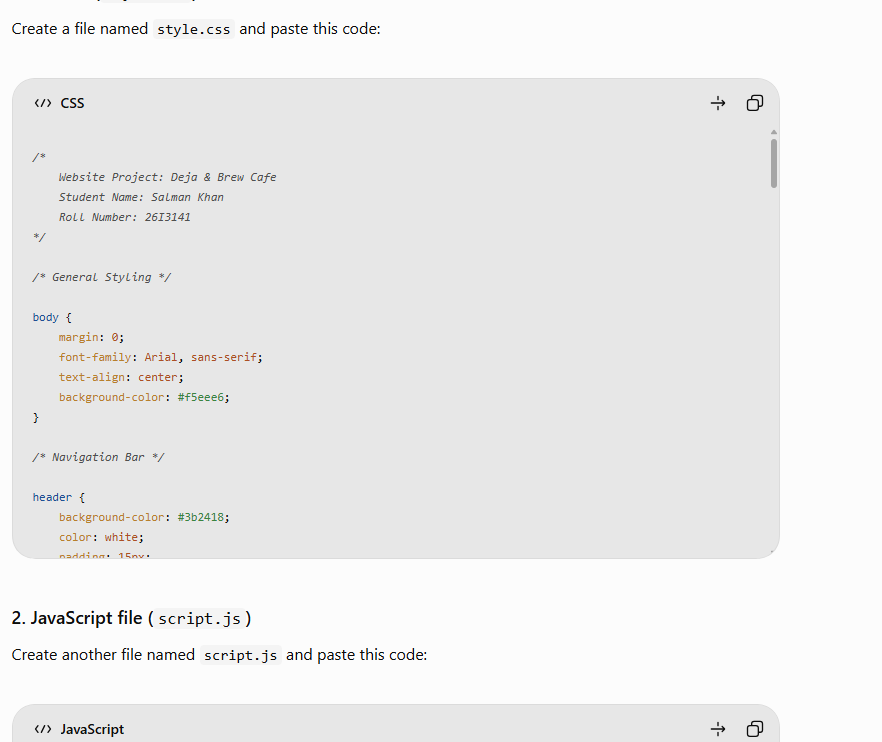 Create a file named style.css and paste this code:
CSS
/*
Website Project: Deja & Brew Cafe
Student Name: Salman Khan
Roll Number: 26I3141
*/
/* General Styling */
body {
margin: 0;
font-family: Arial, sans-serif;
text-align: center;
background-color: #f5eee6;
}
/* Navigation Bar */
header {
background-color: #3b2418;
color: white;
padding: 15px;
2. JavaScript file (script.js)
Create another file named script.js and paste this code:
JavaScript